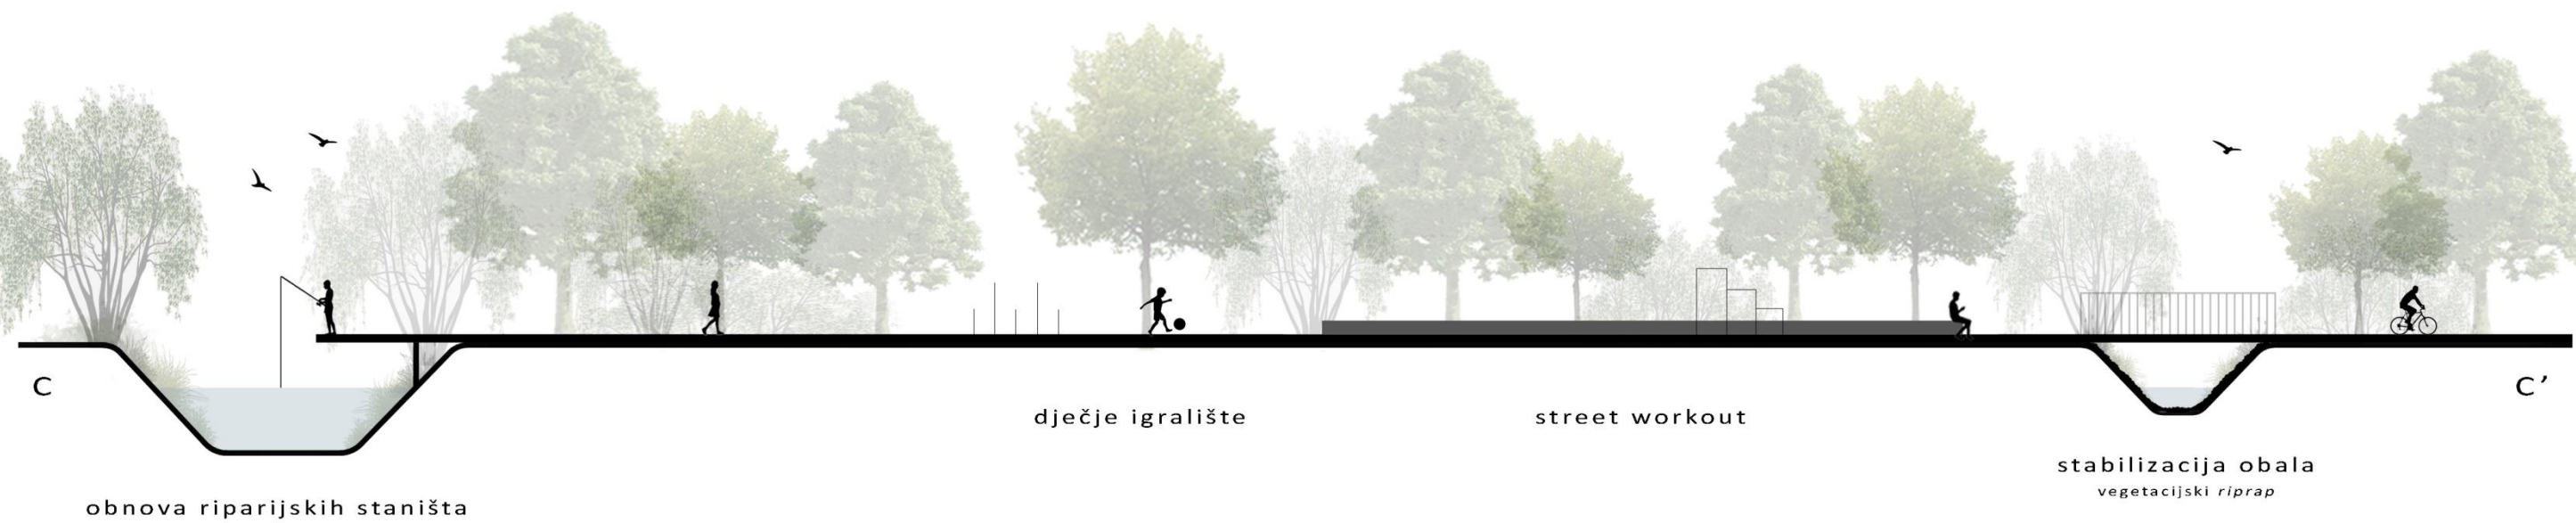 C
C’
dječje igralište
street workout
stabilizacija obala
vegetacijski riprap
obnova riparijskih staništa